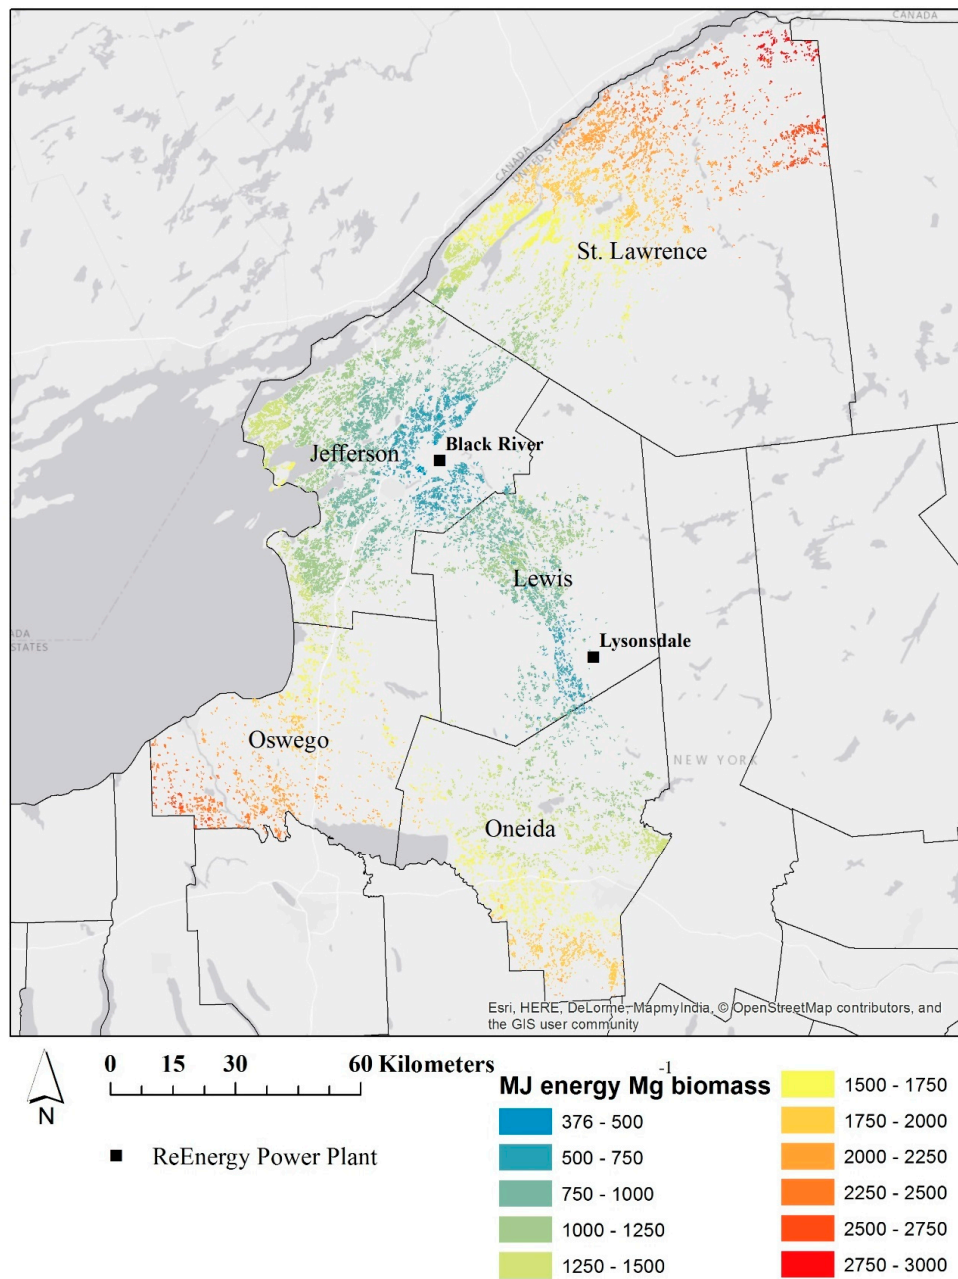 CANADA
CANADA
UNITED STATES
St. Lawrence
Black River
Jefferson
Lewis
Lysonsdale
ADA
STATES
Oswego
NEW YORK
Oneida
Esri, HERE, DeLorme, MapmyIndia, © OpenStreetMap contributors, and
the GIS user community
0 15 30 60 Kilometers
N
ReEnergy Power Plant
MJ energy Mg-1 biomass
376 - 500
500 - 750
750 - 1000
1000 - 1250
1250 - 1500
1500 - 1750
1750 - 2000
2000 - 2250
2250 - 2500
2500 - 2750
2750 - 3000